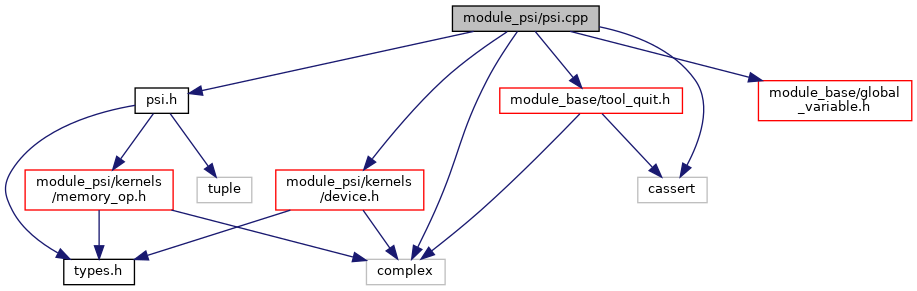 module_psi/psi.cpp
psi.h
module_base/tool_quit.h
module_base/global
_variable.h
module_psi/kernels
/memory_op.h
tuple
module_psi/kernels
/device.h
cassert
types.h
complex